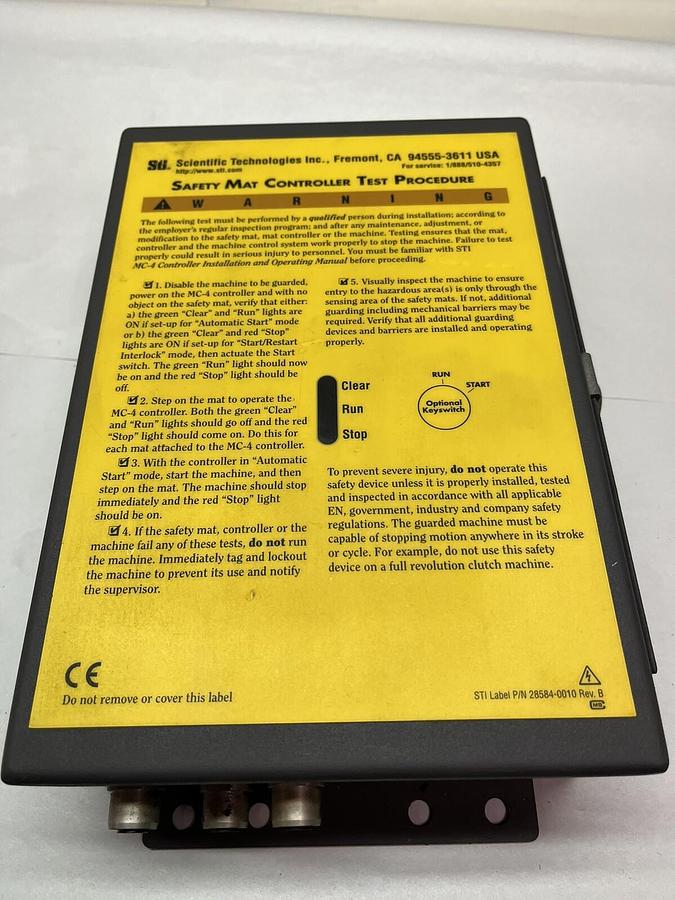 STI. Scientific Technologies Inc., Fremont, CA 94555-3611 USA
http://www.sti.com For service: 1/888/510-4357
SAFETY MAT CONTROLLER TEST PROCEDURE
WARNING
The following test must be performed by a qualified person during installation; according to
the employer's regular inspection program; and after any maintenance, adjustment, or
modification to the safety mat, mat controller or the machine. Testing ensures that the mat,
controller and the machine control system work properly to stop the machine. Failure to test
properly could result in serious injury to personnel. You must be familiar with STI
MC-4 Controller Installation and Operating Manual before proceeding.
1. Disable the machine to be guarded,
power on the MC-4 controller and with no
object on the safety mat, verify that either:
a) the green "Clear" and "Run" lights are
ON if set-up for "Automatic Start" mode
or b) the green "Clear" and red "Stop"
lights are ON if set-up for "Start/Restart
Interlock" mode, then actuate the Start
switch. The green "Run" light should now
be on and the red "Stop" light should be
off.
2. Step on the mat to operate the
MC-4 controller. Both the green "Clear"
and "Run" lights should go off and the red
"Stop" light should come on. Do this for
each mat attached to the MC-4 controller.
3. With the controller in "Automatic
Start" mode, start the machine, and then
step on the mat. The machine should stop
immediately and the red "Stop" light
should be on.
4. If the safety mat, controller or the
machine fail any of these tests, do not run
the machine. Immediately tag and lockout
the machine to prevent its use and notify
the supervisor.
5. Visually inspect the machine to ensure
entry to the hazardous area(s) is only through the
sensing area of the safety mats. If not, additional
guarding including mechanical barriers may be
required. Verify that all additional guarding
devices and barriers are installed and operating
properly.
Clear
Run
Stop
RUN
START
Optional
Keyswitch
To prevent severe injury, do not operate this
safety device unless it is properly installed, tested
and inspected in accordance with all applicable
EN, government, industry and company safety
regulations. The guarded machine must be
capable of stopping motion anywhere in its stroke
or cycle. For example, do not use this safety
device on a full revolution clutch machine.
CE
Do not remove or cover this label
STI Label P/N 28584-0010 Rev. B